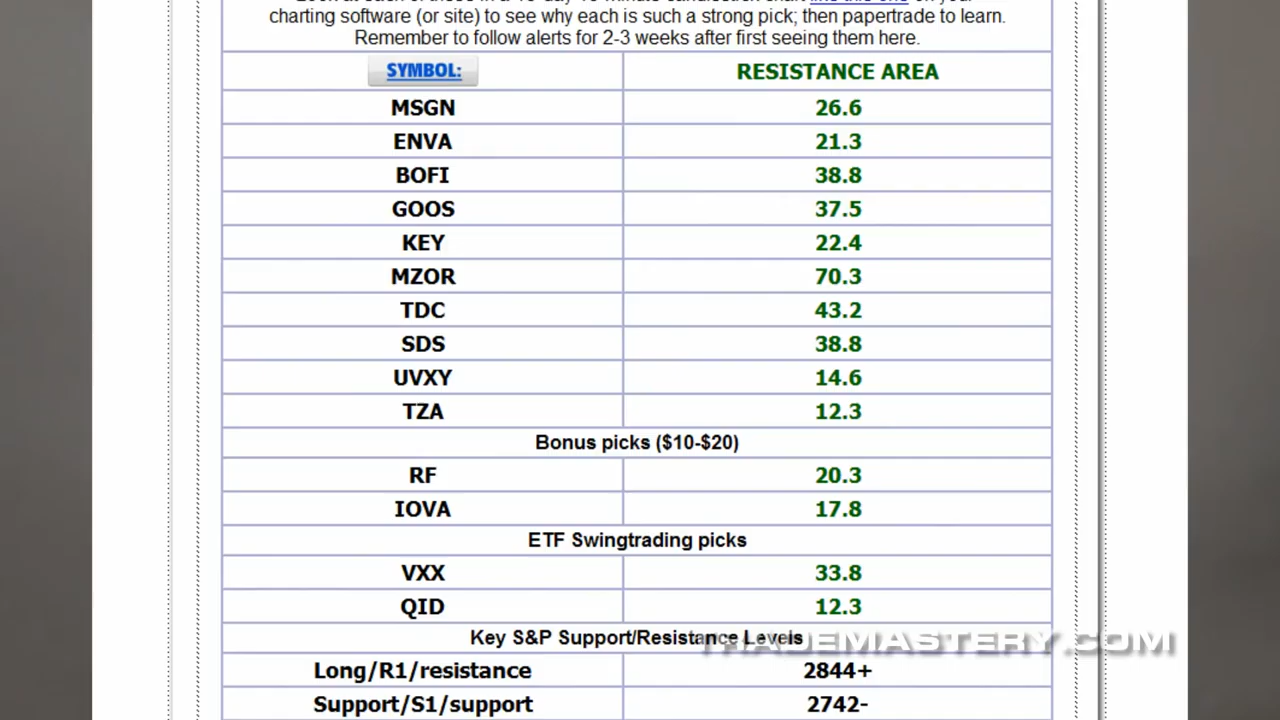 charting software (or site) to see why each is such a strong pick; then papertrade to learn.
Remember to follow alerts for 2-3 weeks after first seeing them here.
SYMBOL: RESISTANCE AREA
MSGN 26.6
ENVA 21.3
BOFI 38.8
GOOS 37.5
KEY 22.4
MZOR 70.3
TDC 43.2
SDS 38.8
UVXY 14.6
TZA 12.3
Bonus picks ($10-$20)
RF 20.3
IOVA 17.8
ETF Swingtrading picks
VXX 33.8
QID 12.3
Key S&P Support/Resistance Levels
TRADEMASTERY.COM
Long/R1/resistance 2844+
Support/S1/support 2742-